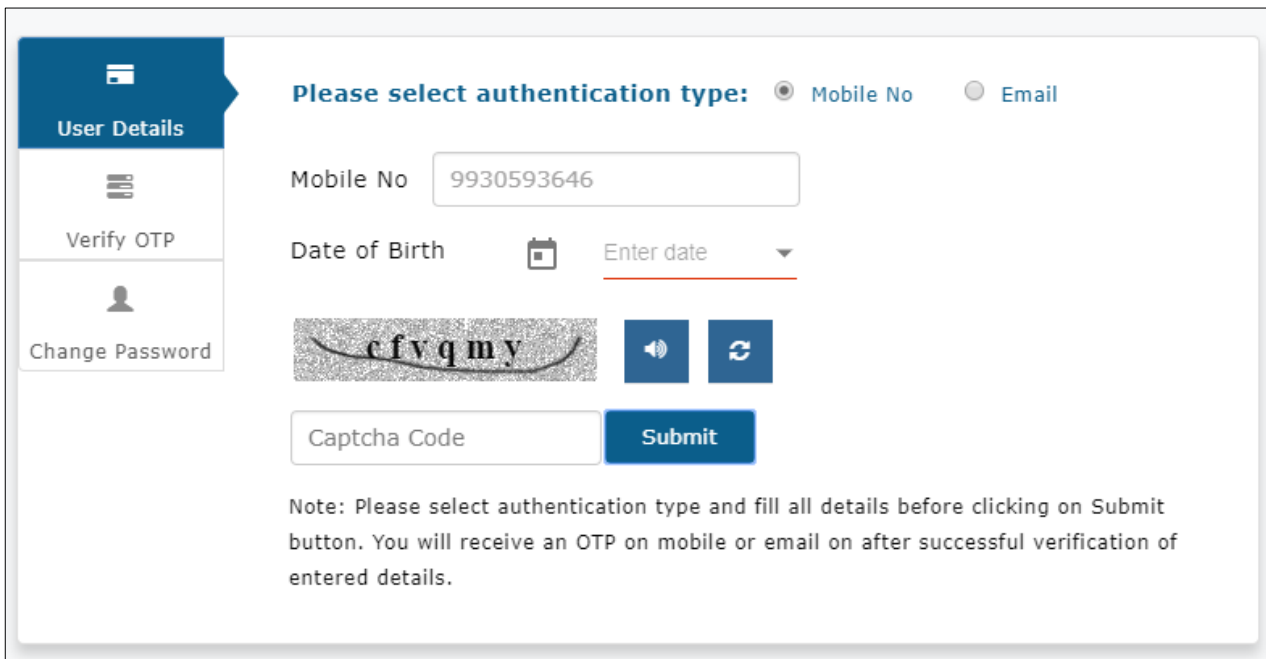 User Details
Verify OTP
Change Password
Please select authentication type: Mobile No Email
Mobile No 9930593646
Date of Birth Enter date
cfvqmy
Captcha Code Submit
Note: Please select authentication type and fill all details before clicking on Submit
button. You will receive an OTP on mobile or email on after successful verification of
entered details.